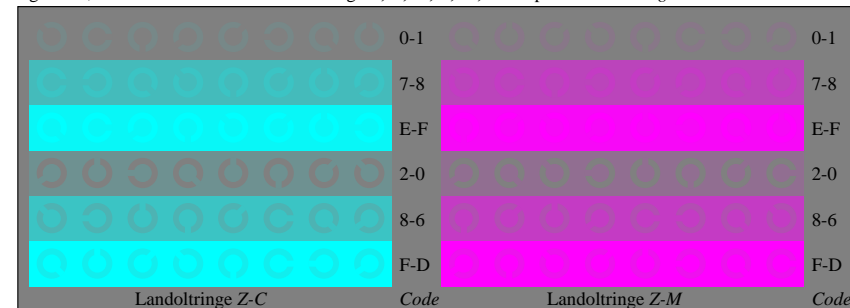 0-1 0-1
7-8 7-8
E-F E-F
2-0 2-0
8-6 8-6
F-D F-D
Landoltringe Z-C Code Landoltringe Z-M Code